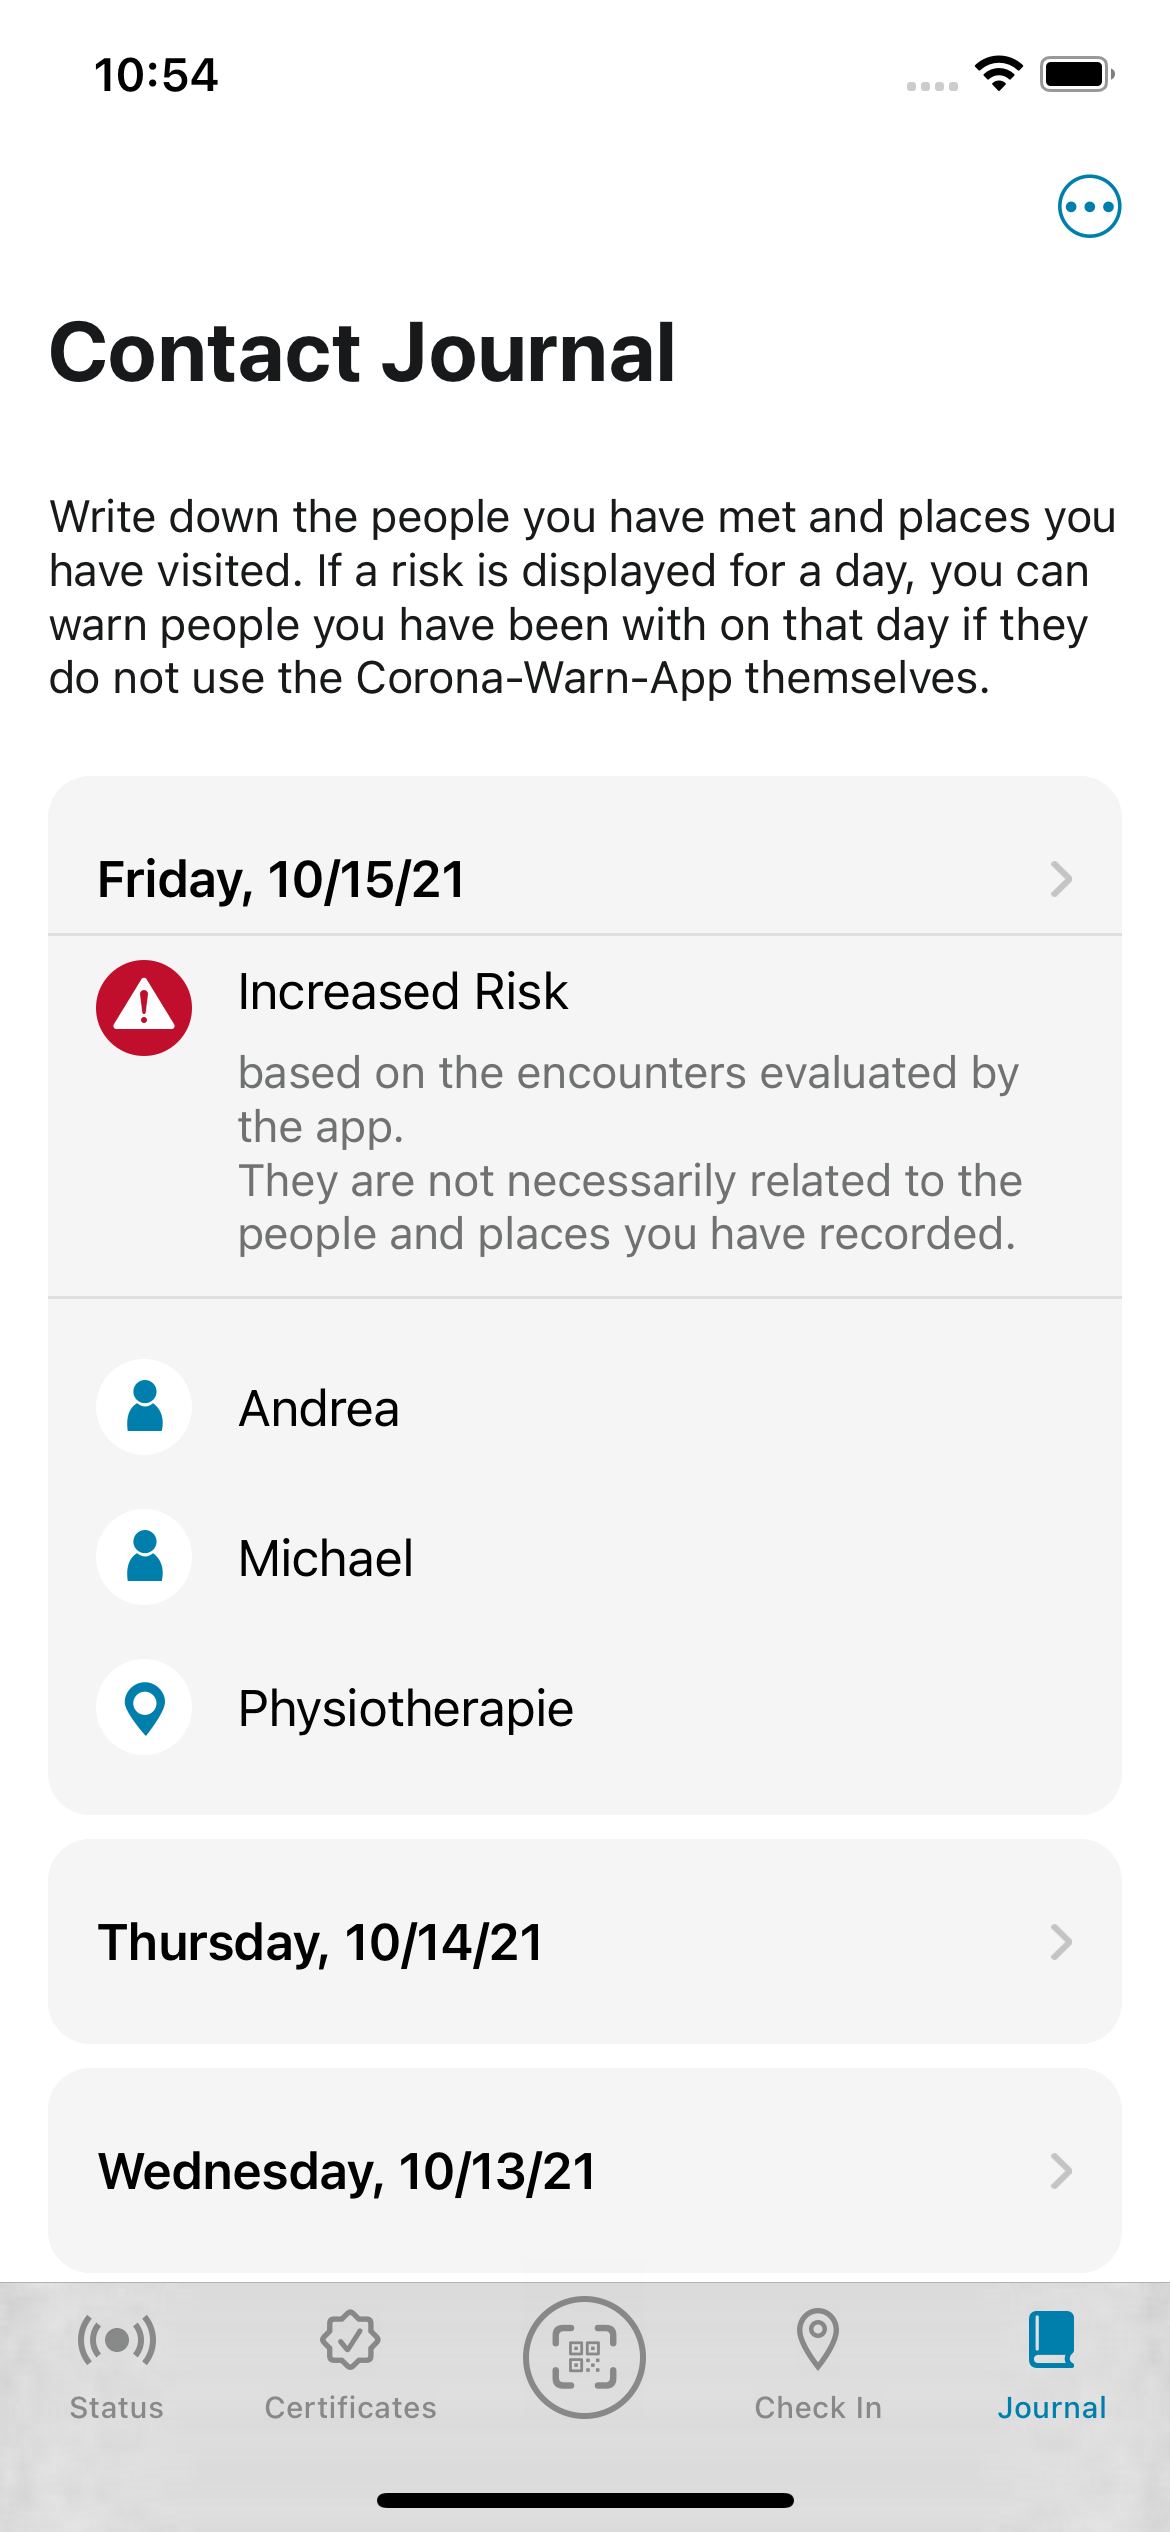 10:54
Contact Journal
Write down the people you have met and places you
have visited. If a risk is displayed for a day, you can
warn people you have been with on that day if they
do not use the Corona-Warn-App themselves.
Friday, 10/15/21
Increased Risk
based on the encounters evaluated by
the app.
They are not necessarily related to the
people and places you have recorded.
Andrea
Michael
Physiotherapie
Thursday, 10/14/21
Wednesday, 10/13/21
Status
Certificates
Check In
Journal